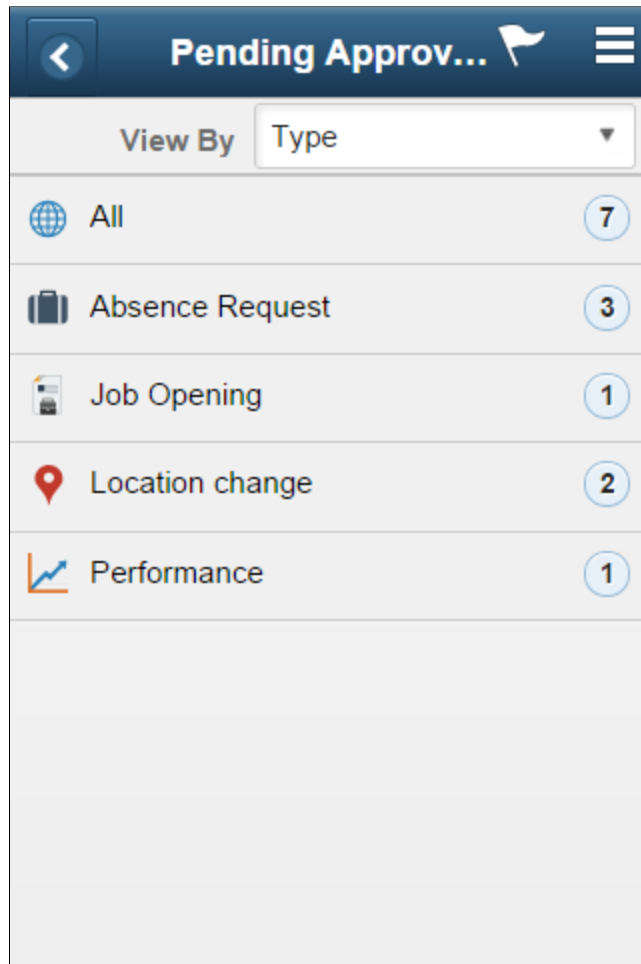 Pending Approv...
View By Type
All 7
Absence Request 3
Job Opening 1
Location change 2
Performance 1